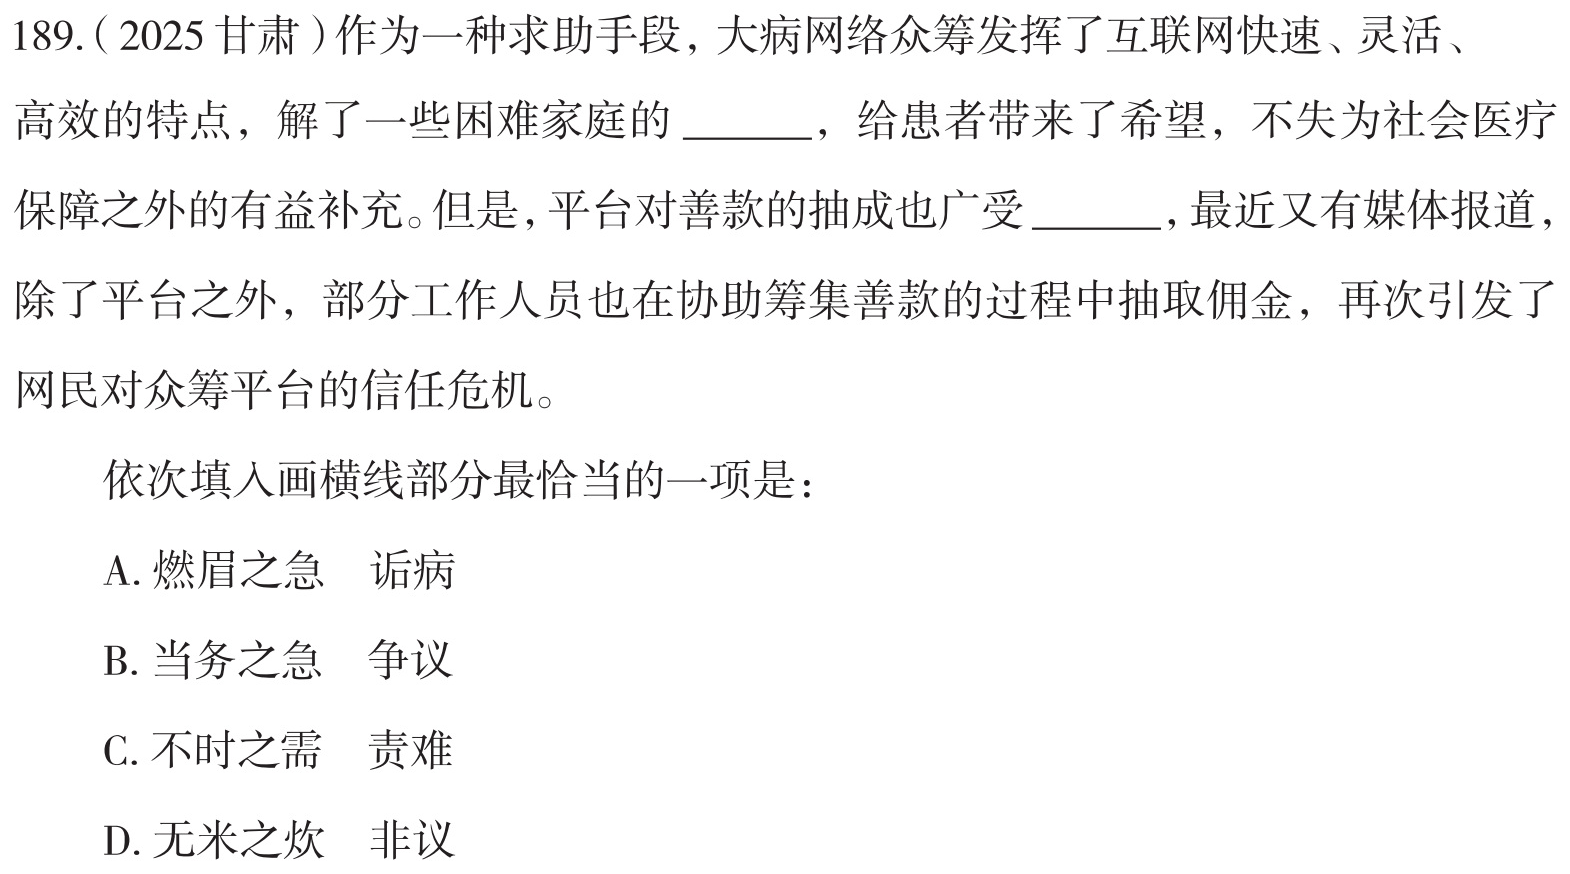 189.(2025甘肃)作为一种求助手段,大病网络众筹发挥了互联网快速、灵活、
高效的特点，解了一些困难家庭的______，给患者带来了希望，不失为社会医疗
保障之外的有益补充。但是,平台对善款的抽成也广受______,最近又有媒体报道,
除了平台之外，部分工作人员也在协助筹集善款的过程中抽取佣金，再次引发了
网民对众筹平台的信任危机。
依次填入画横线部分最恰当的一项是：
A. 燃眉之急　诟病
B. 当务之急　争议
C. 不时之需　责难
D. 无米之炊　非议